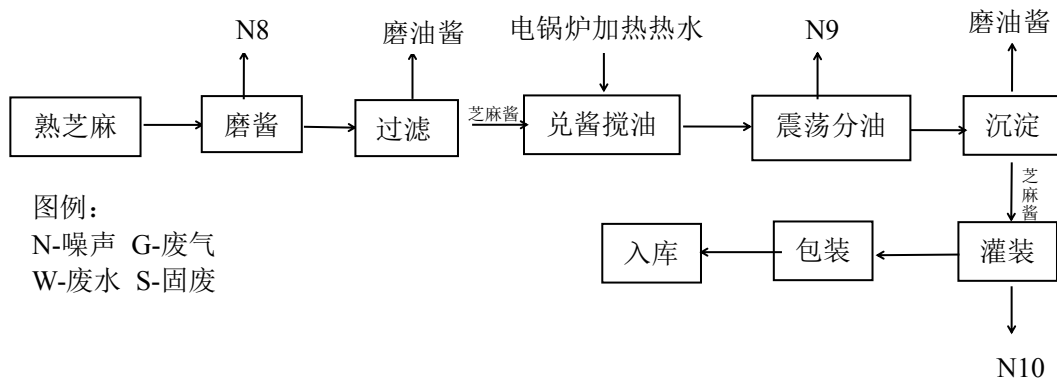 N8
磨油酱
电锅炉加热热水
N9
磨油酱
熟芝麻
磨酱
过滤
芝麻酱
兑酱搅油
震荡分油
沉淀
芝麻酱
图例：
N-噪声 G-废气
W-废水 S-固废
入库
包装
灌装
N10